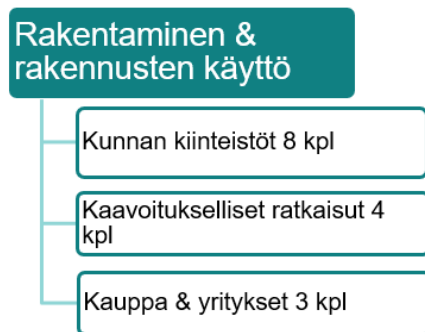 Rakentaminen &
rakennusten käyttö
Kunnan kiinteistöt 8 kpl
Kaavoitukselliset ratkaisut 4
kpl
Kauppa & yritykset 3 kpl